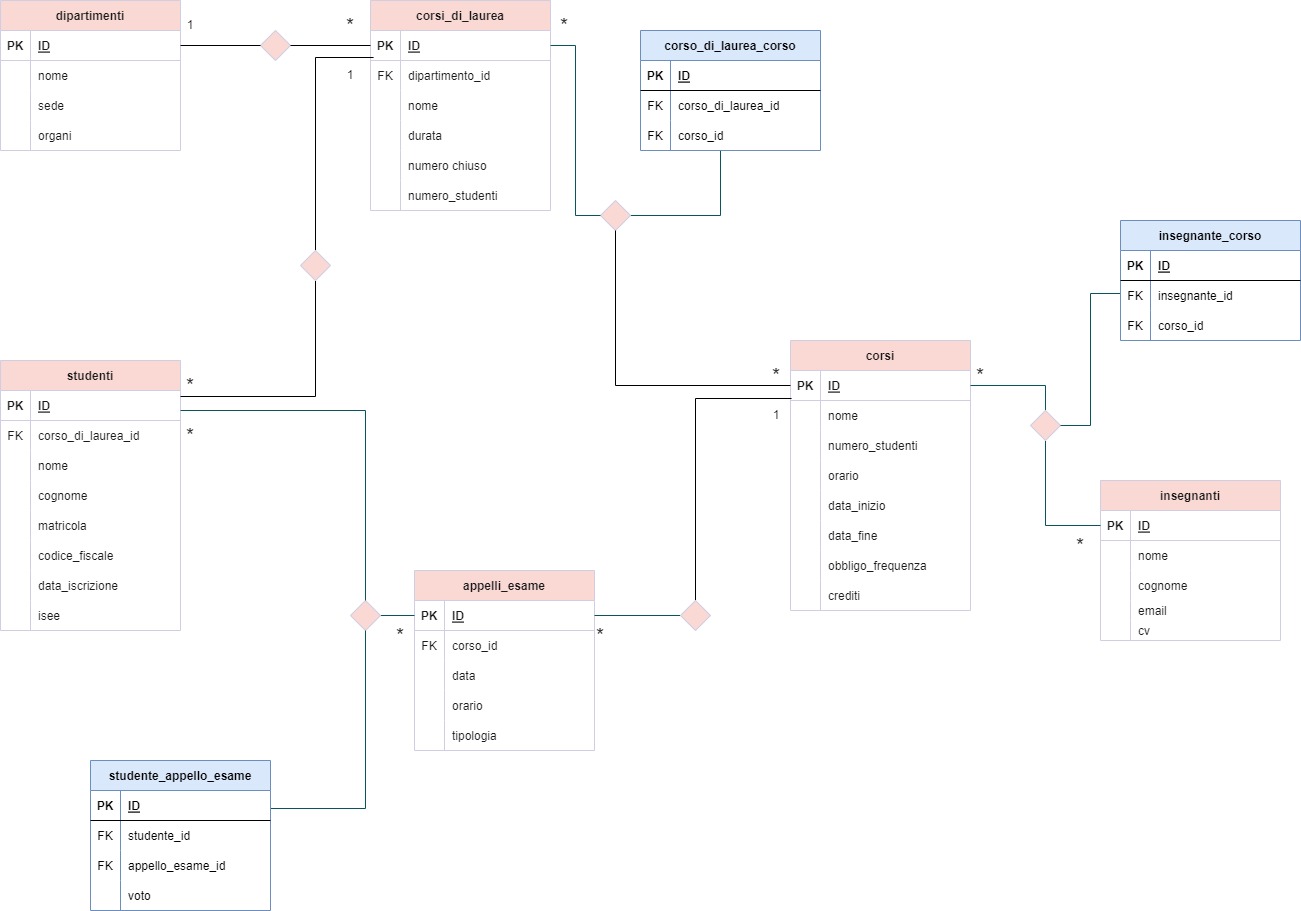 dipartimenti
PK ID
nome
sede
organi
1
*
corsi_di_laurea
PK ID
FK dipartimento_id
nome
durata
numero chiuso
numero_studenti
*
1
corso_di_laurea_corso
PK ID
FK corso_di_laurea_id
FK corso_id
insegnante_corso
PK ID
FK insegnante_id
FK corso_id
studenti
PK ID
FK corso_di_laurea_id
nome
cognome
matricola
codice_fiscale
data_iscrizione
isee
*
*
corsi
PK ID
nome
numero_studenti
orario
data_inizio
data_fine
obbligo_frequenza
crediti
*
1
*
insegnanti
PK ID
nome
cognome
email
cv
*
appelli_esame
PK ID
FK corso_id
data
orario
tipologia
*
*
studente_appello_esame
PK ID
FK studente_id
FK appello_esame_id
voto